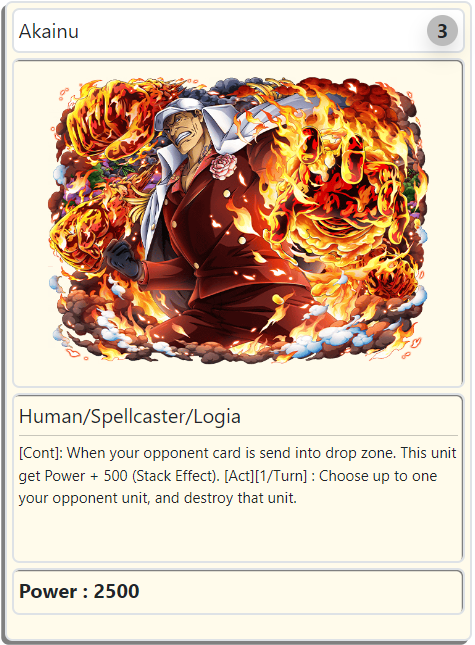 Akainu
3
Human/Spellcaster/Logia
[Cont]: When your opponent card is send into drop zone. This unit
get Power + 500 (Stack Effect). [Act][1/Turn] : Choose up to one
your opponent unit, and destroy that unit.
Power : 2500